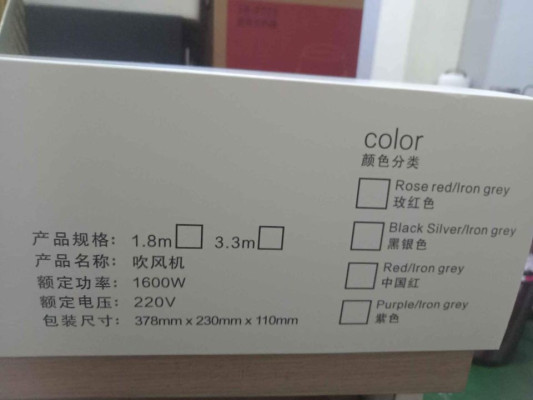 color
颜色分类
Rose red/Iron grey
玫红色
Black Silver/Iron grey
黑银色
Red/Iron grey
中国红
Purple/Iron grey
紫色
产品规格: 1.8m 3.3m
产品名称: 吹风机
额定功率: 1600W
额定电压: 220V
包装尺寸: 378mm x 230mm x 110mm